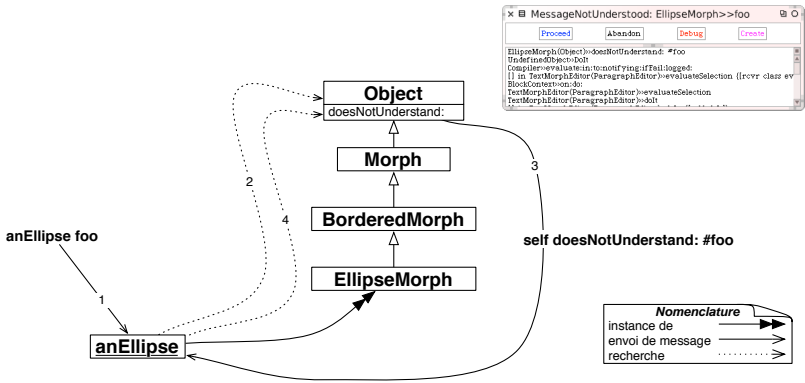 MessageNotUnderstood: EllipseMorph>>foo
Proceed
Abandon
Debug
Create
EllipseMorph(Object)»doesNotUnderstand: #foo
UndefinedObject»DoIt
Compiler»evaluate:in:to:notifying:ifFail:logged:
[] in TextMorphEditor(ParagraphEditor)»evaluateSelection {[rcvr class ev
BlockContext»on:do:
TextMorphEditor(ParagraphEditor)»evaluateSelection
TextMorphEditor(ParagraphEditor)»doIt
Object
doesNotUnderstand:
Morph
BorderedMorph
EllipseMorph
2
4
3
anEllipse foo
self doesNotUnderstand: #foo
1
anEllipse
Nomenclature
instance de
envoi de message
recherche